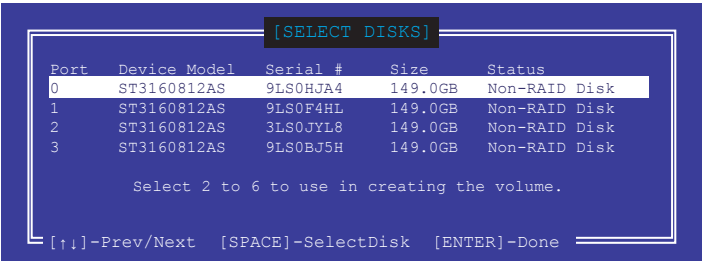 [SELECT DISKS]
Port Device Model Serial # Size Status
0 ST3160812AS 9LS0HJA4 149.0GB Non-RAID Disk
1 ST3160812AS 9LS0F4HL 149.0GB Non-RAID Disk
2 ST3160812AS 3LS0JYL8 149.0GB Non-RAID Disk
3 ST3160812AS 9LS0BJ5H 149.0GB Non-RAID Disk
Select 2 to 6 to use in creating the volume.
[↑↓]-Prev/Next [SPACE]-SelectDisk [ENTER]-Done